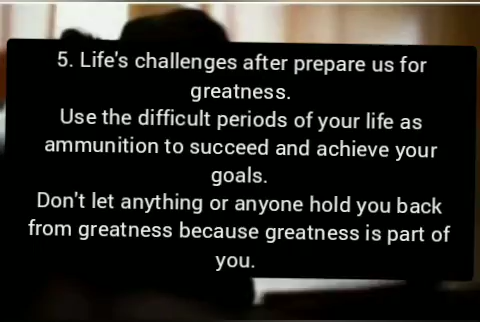 5. Life's challenges after prepare us for
greatness.
Use the difficult periods of your life as
ammunition to succeed and achieve your
goals.
Don't let anything or anyone hold you back
from greatness because greatness is part of
you.